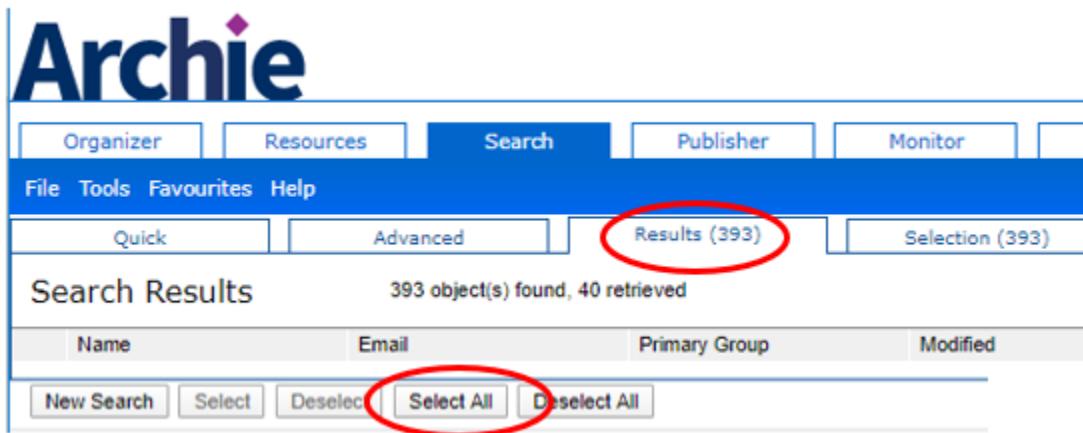 Archie
Organizer Resources Search Publisher Monitor
File Tools Favourites Help
Quick Advanced Results (393) Selection (393)
Search Results 393 object(s) found, 40 retrieved
Name Email Primary Group Modified
New Search Select Deselect Select All Deselect All